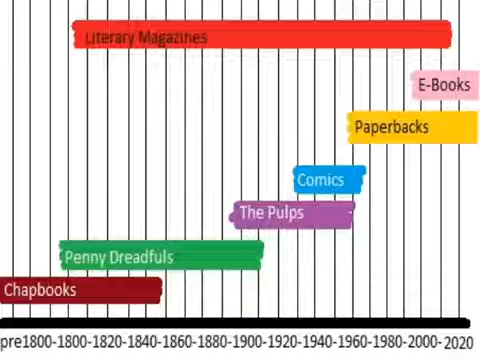 Literary Magazines
E-Books
Paperbacks
Comics
The Pulps
Penny Dreadfuls
Chapbooks
pre1800-1800-1820-1840-1860-1880-1900-1920-1940-1960-1980-2000-2020